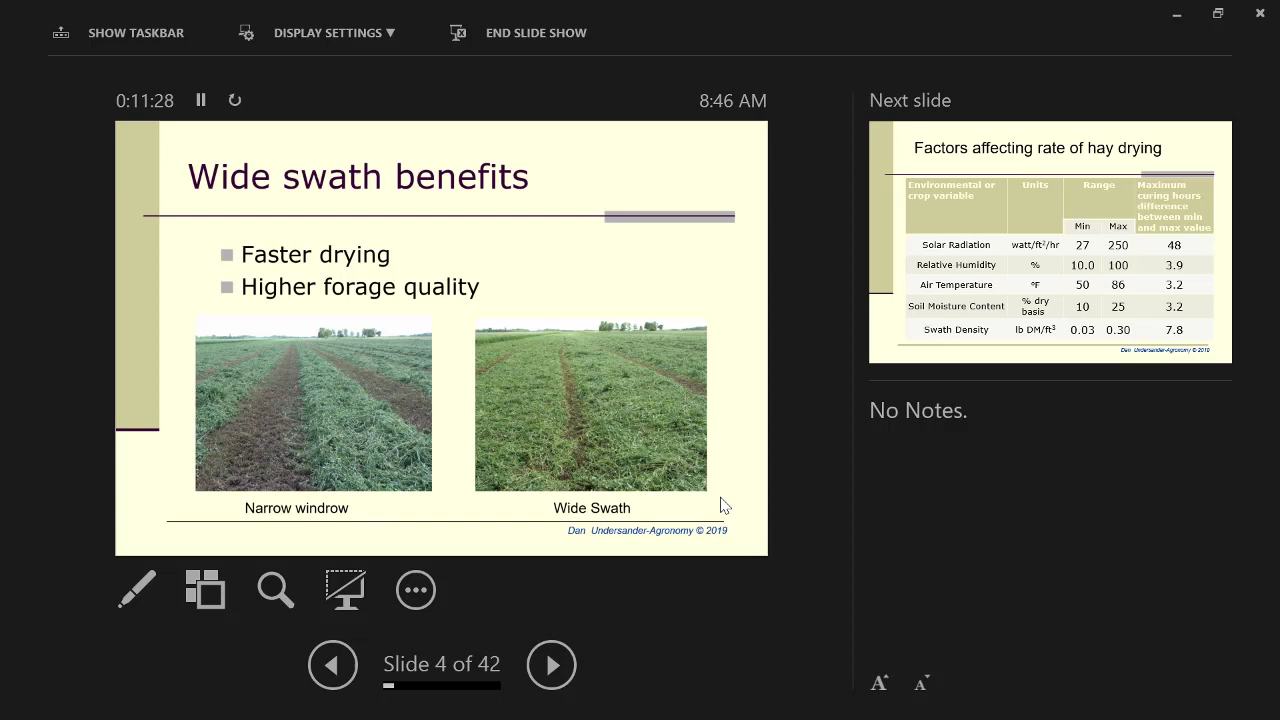 SHOW TASKBAR
DISPLAY SETTINGS ▼
END SLIDE SHOW
0:11:28
8:46 AM
Wide swath benefits
Faster drying
Higher forage quality
Narrow windrow
Wide Swath
Dan Undersander-Agronomy © 2019
Slide 4 of 42
Next slide
Factors affecting rate of hay drying
Environmental or crop variable Units Range Maximum curing hours difference between min and max value
Min Max
Solar Radiation watt/ft²/hr 27 250 48
Relative Humidity % 10.0 100 3.9
Air Temperature ºF 50 86 3.2
Soil Moisture Content % dry basis 10 25 3.2
Swath Density lb DM/ft³ 0.03 0.30 7.8
Dan Undersander-Agronomy © 2019
No Notes.
A A